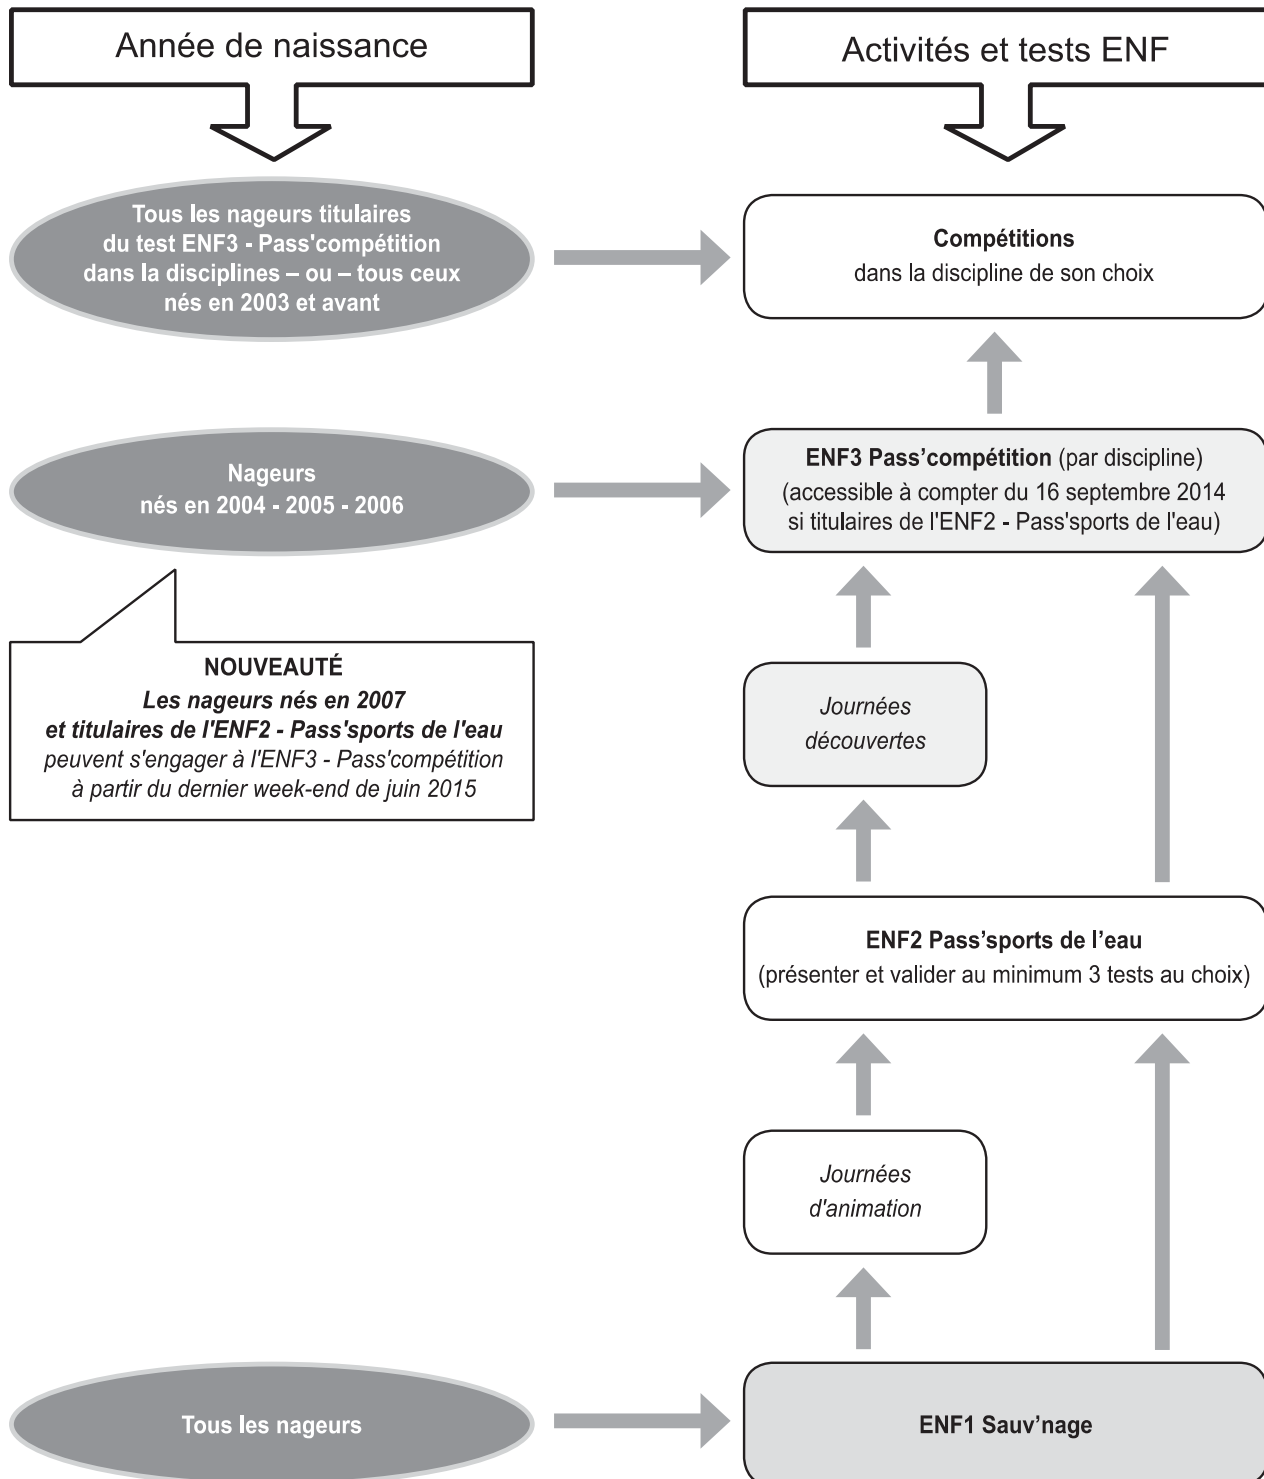 Année de naissance
Activités et tests ENF
Tous les nageurs titulaires
du test ENF3 - Pass'compétition
dans la disciplines – ou – tous ceux
nés en 2003 et avant
Compétitions
dans la discipline de son choix
Nageurs
nés en 2004 - 2005 - 2006
ENF3 Pass’compétition (par discipline)
(accessible à compter du 16 septembre 2014
si titulaires de l'ENF2 - Pass'sports de l'eau)
NOUVEAUTÉ
Les nageurs nés en 2007
et titulaires de l'ENF2 - Pass'sports de l'eau
peuvent s'engager à l'ENF3 - Pass'compétition
à partir du dernier week-end de juin 2015
Journées
découvertes
ENF2 Pass’sports de l’eau
(présenter et valider au minimum 3 tests au choix)
Journées
d'animation
Tous les nageurs
ENF1 Sauv’nage